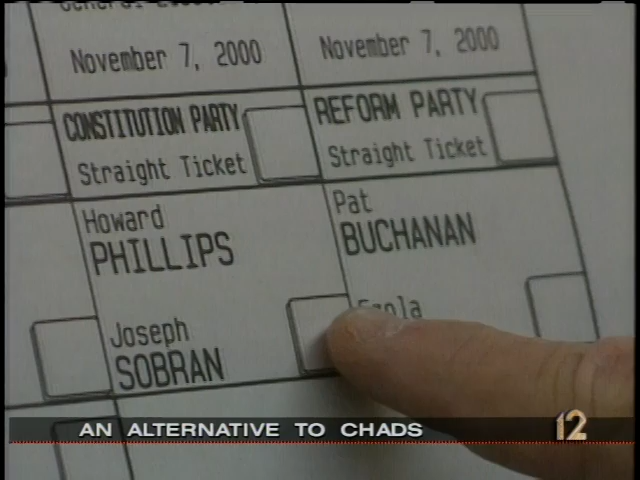 November 7, 2000
November 7, 2000
CONSTITUTION PARTY
Straight Ticket
REFORM PARTY
Straight Ticket
Howard
PHILLIPS
Pat
BUCHANAN
Joseph
SOBRAN
AN ALTERNATIVE TO CHADS
12